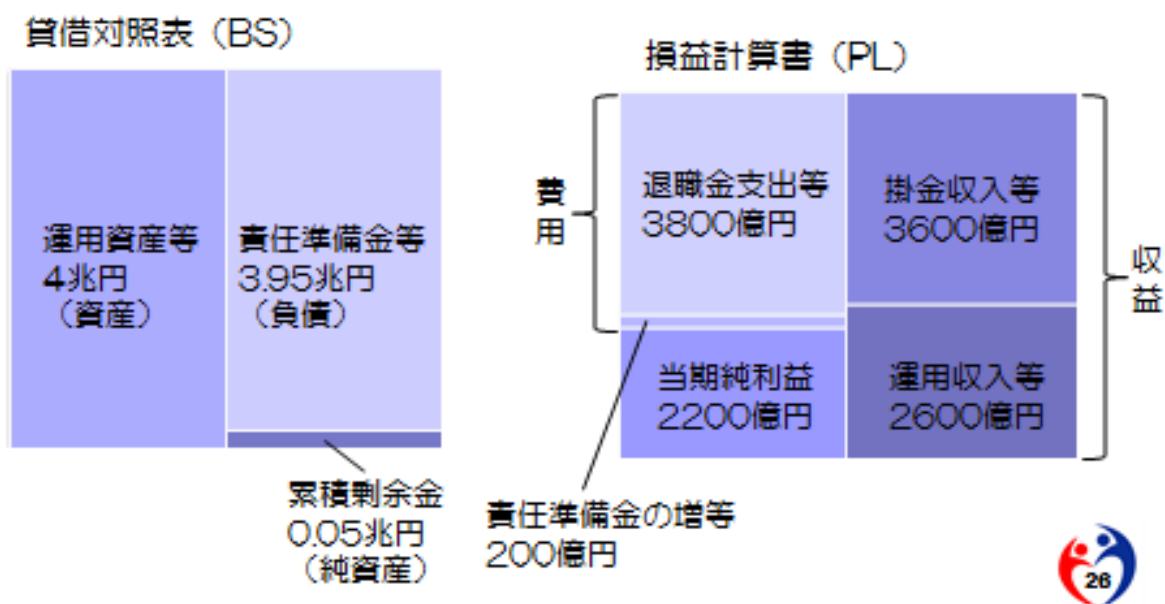 貸借対照表（BS）
運用資産等
4兆円
（資産）
責任準備金等
3.95兆円
（負債）
累積剰余金
0.05兆円
（純資産）
損益計算書（PL）
費用
退職金支出等
3800億円
掛金収入等
3600億円
収益
当期純利益
2200億円
運用収入等
2600億円
責任準備金の増等
200億円
26